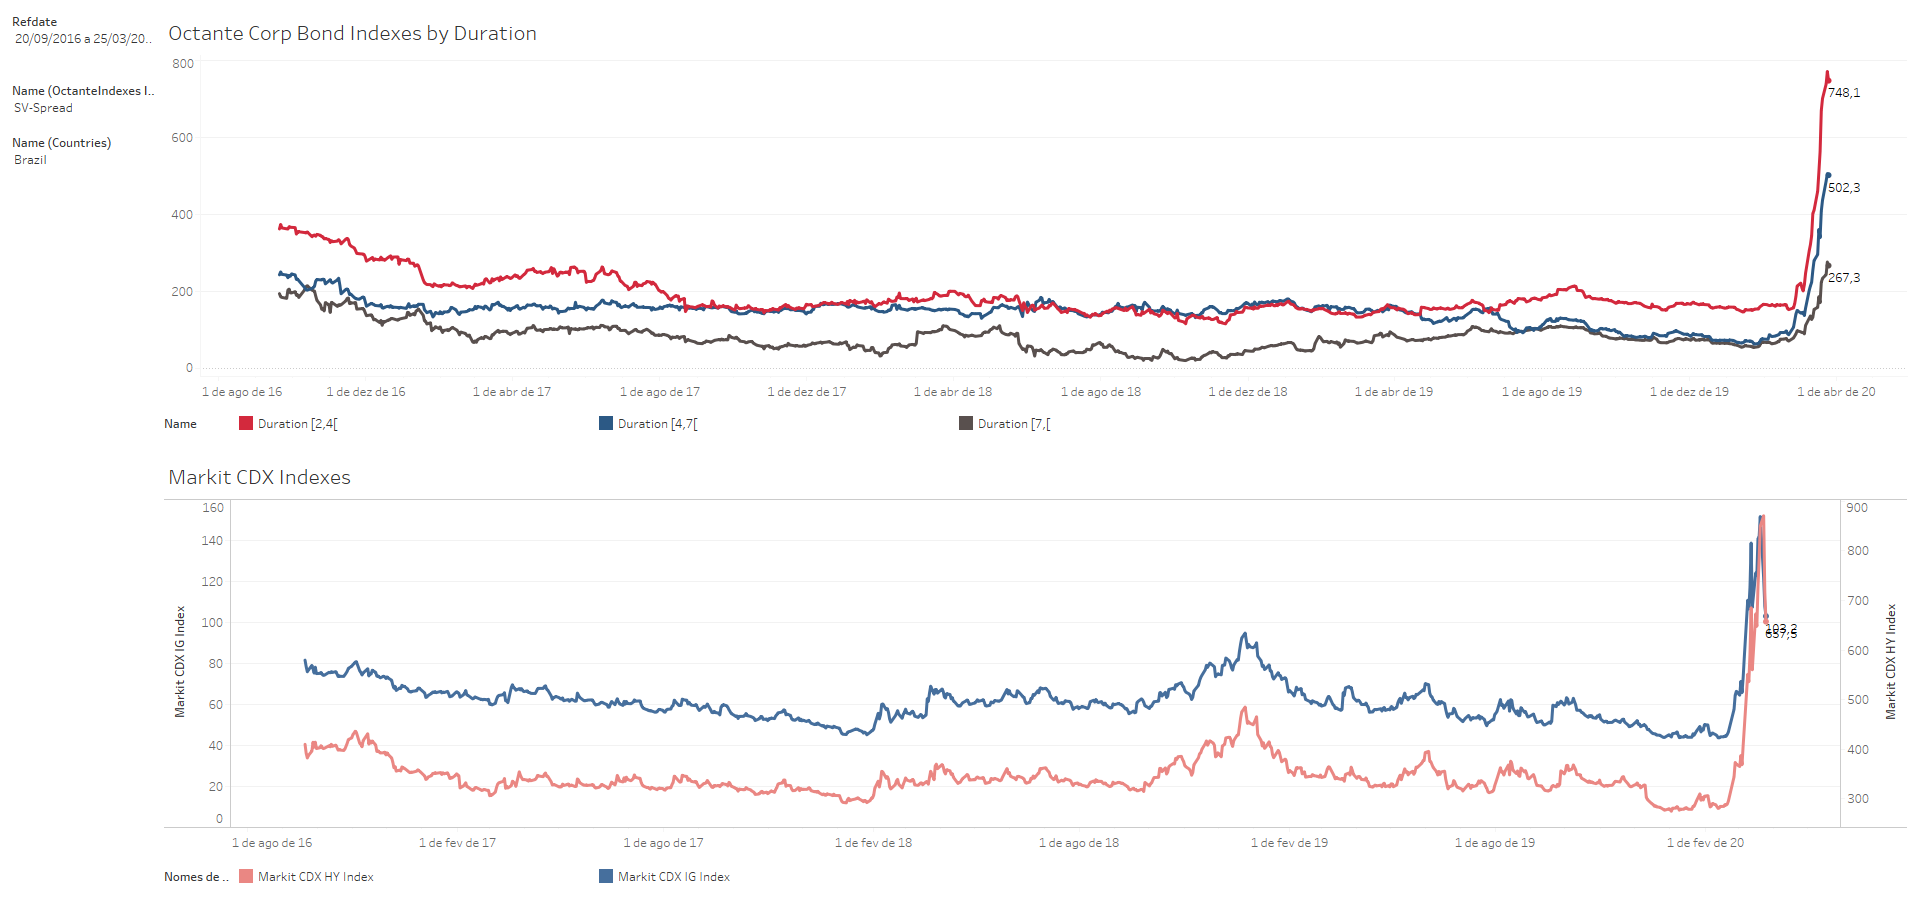 Refdate
20/09/2016 a 25/03/20..
Name (OctanteIndexes I..
SV-Spread
Name (Countries)
Brazil
Octante Corp Bond Indexes by Duration
800
600
400
200
0
748,1
502,3
267,3
1 de ago de 16 1 de dez de 16 1 de abr de 17 1 de ago de 17 1 de dez de 17 1 de abr de 18 1 de ago de 18 1 de dez de 18 1 de abr de 19 1 de ago de 19 1 de dez de 19 1 de abr de 20
Name Duration [2,4[ Duration [4,7[ Duration [7,[
Markit CDX Indexes
Markit CDX IG Index
160
140
120
100
80
60
40
20
0
103,2
657,5
900
800
700
600
500
400
300
Markit CDX HY Index
1 de ago de 16 1 de fev de 17 1 de ago de 17 1 de fev de 18 1 de ago de 18 1 de fev de 19 1 de ago de 19 1 de fev de 20
Nomes de .. Markit CDX HY Index Markit CDX IG Index